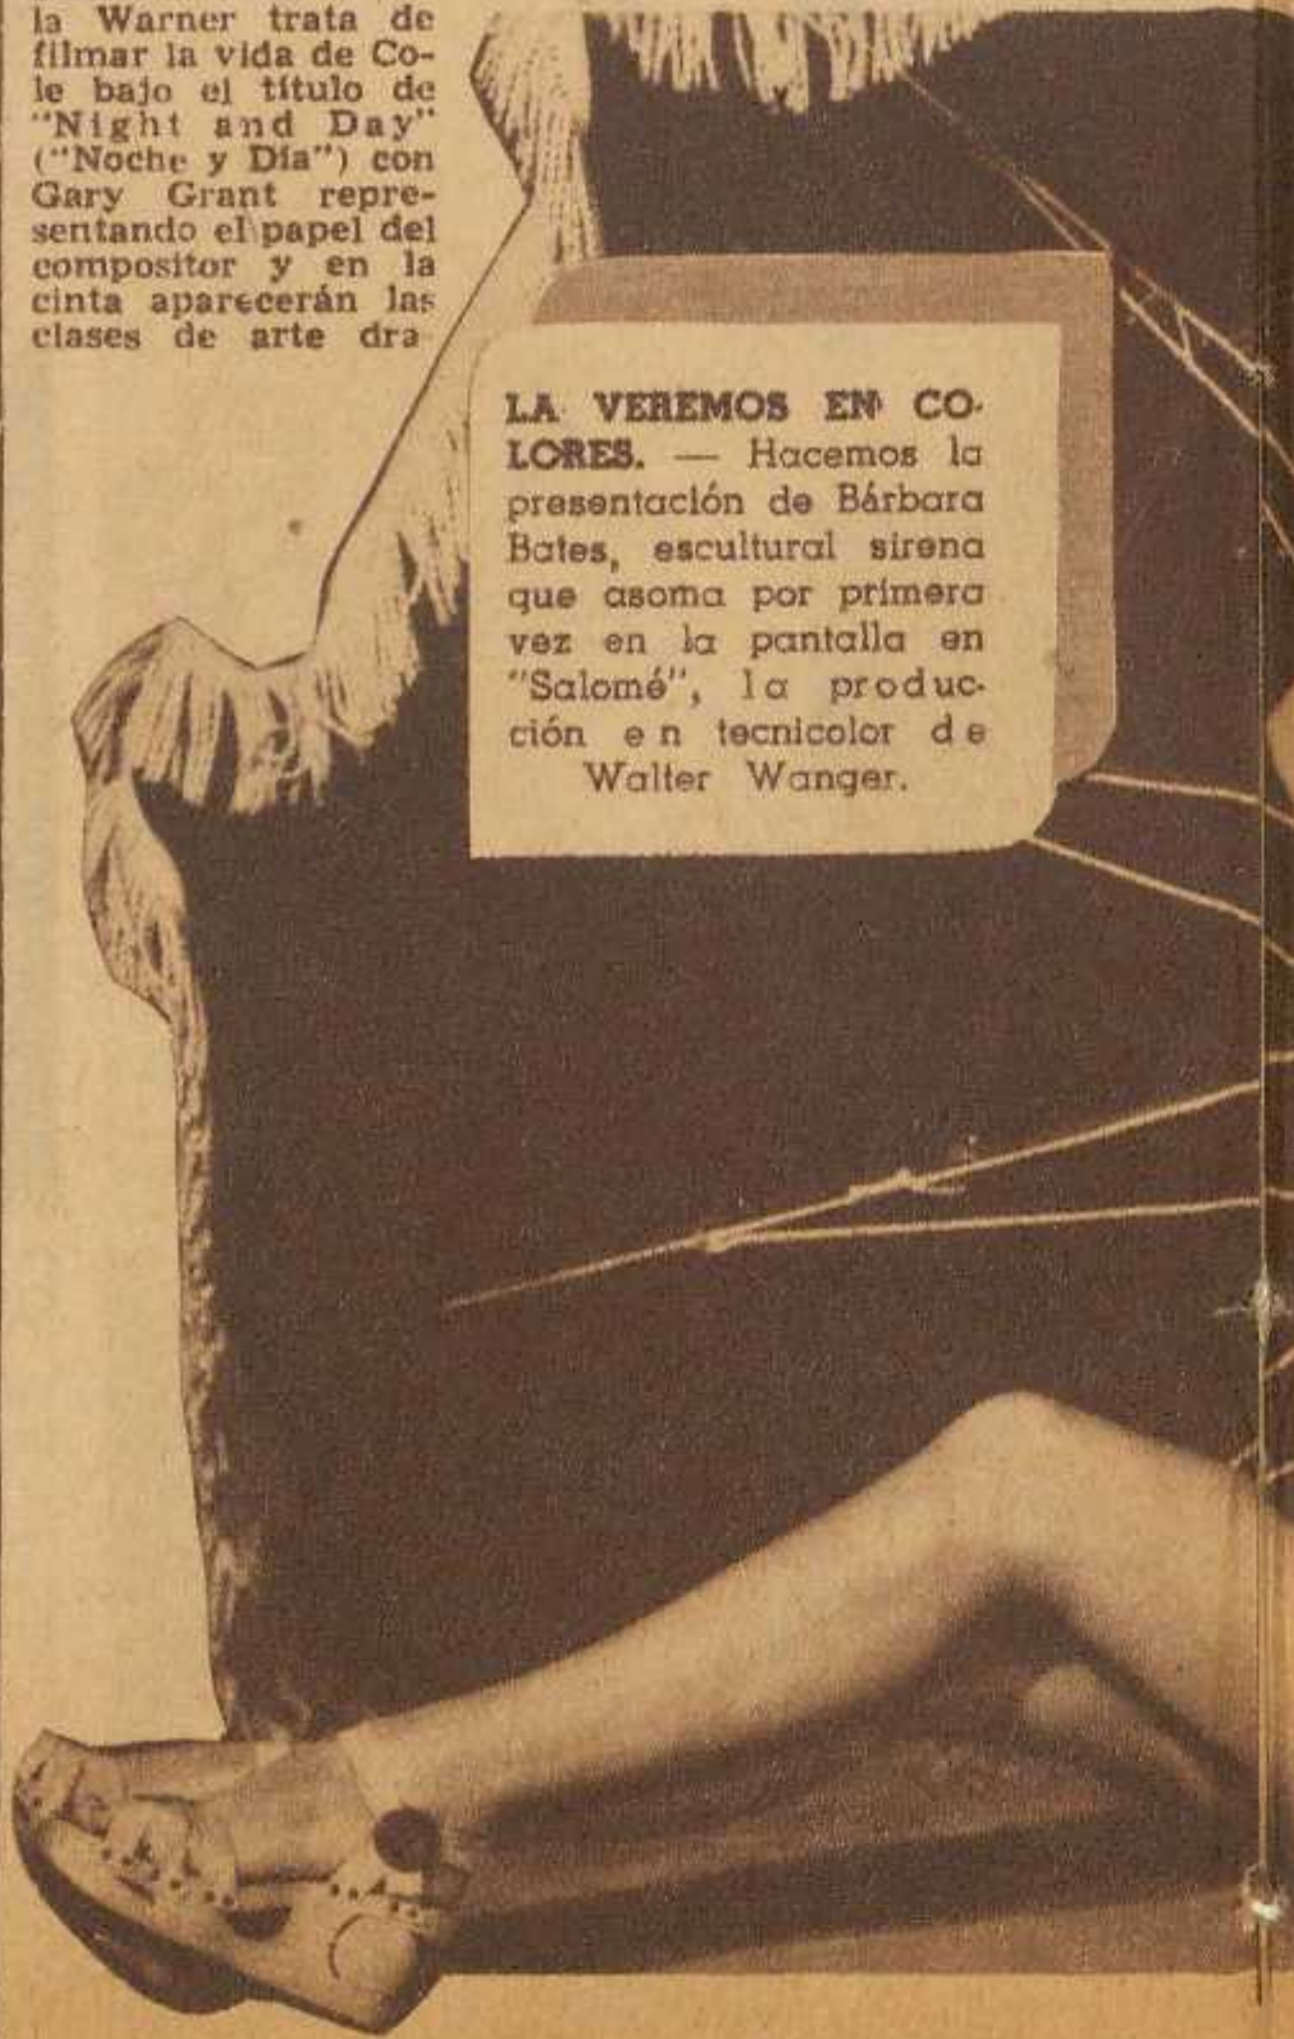 la Warner trata de
filmar la vida de Co-
le bajo el título de
"Night and Day"
("Noche y Día") con
Gary Grant repre-
sentando el papel del
compositor y en la
cinta aparecerán las
clases de arte dra-
LA VEREMOS EN CO-
LORES. — Hacemos la
presentación de Bárbara
Bates, escultural sirena
que asoma por primera
vez en la pantalla en
"Salomé", la produc-
ción en tecnicolor de
Walter Wanger.